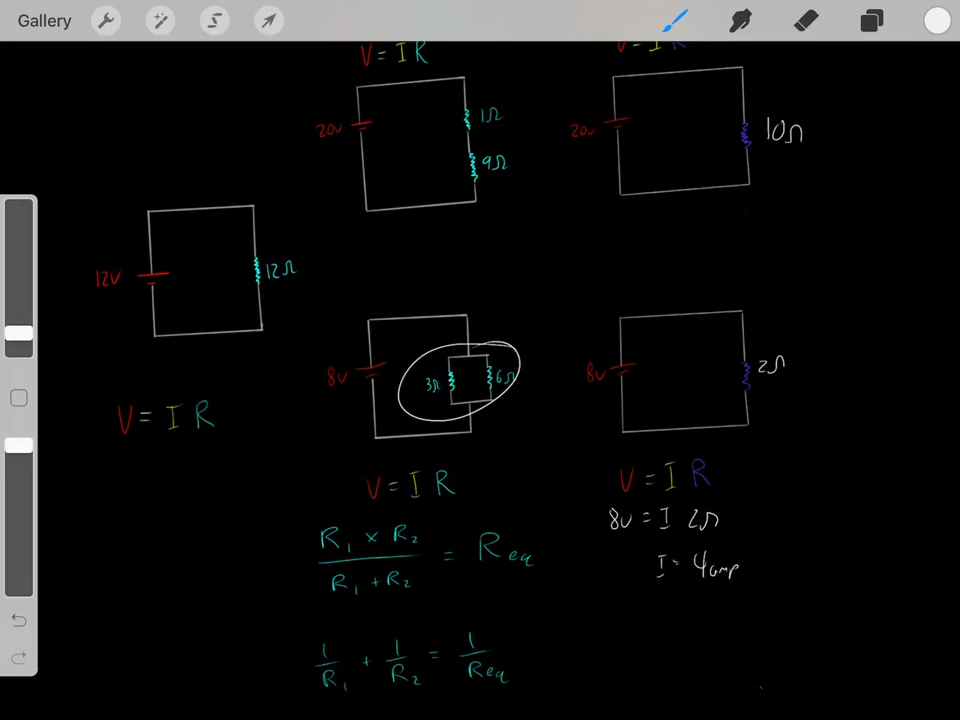 Gallery
V = I R
V = I R
20v
1Ω
9Ω
20v
10Ω
12v
12Ω
8v
3Ω
6Ω
8v
2Ω
V = I R
V = I R
V = I R
8v = I 2Ω
I = 4amp
R₁ × R₂
R₁ + R₂
= Req
1/R₁ + 1/R₂ = 1/Req